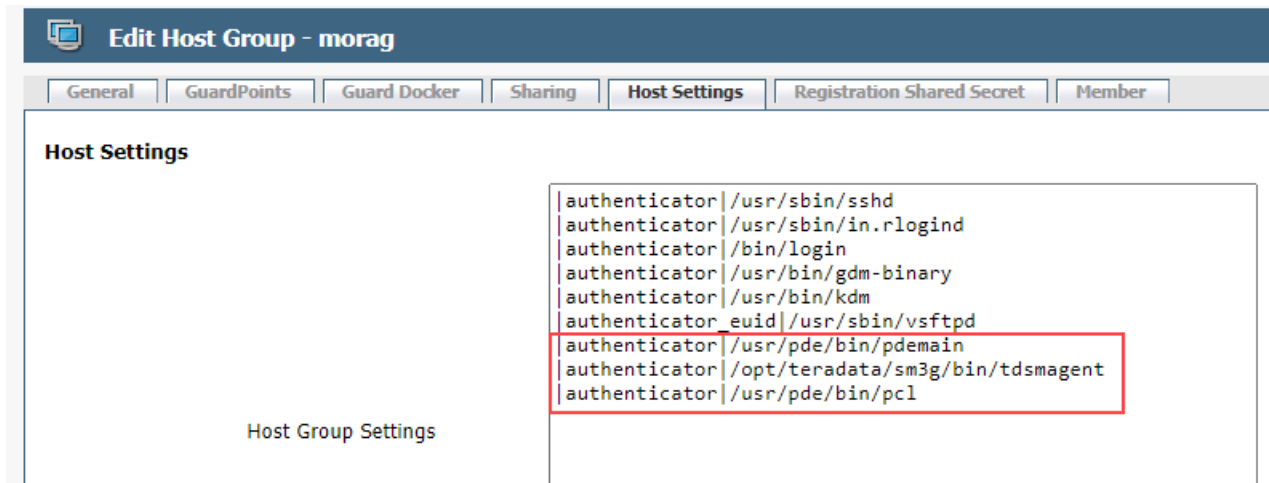 Edit Host Group - morag
General GuardPoints Guard Docker Sharing Host Settings Registration Shared Secret Member
Host Settings
|authenticator|/usr/sbin/sshd
|authenticator|/usr/sbin/in.rlogind
|authenticator|/bin/login
|authenticator|/usr/bin/gdm-binary
|authenticator|/usr/bin/kdm
|authenticator_euid|/usr/sbin/vsftpd
|authenticator|/usr/pde/bin/pdemain
|authenticator|/opt/teradata/sm3g/bin/tdsmagent
|authenticator|/usr/pde/bin/pcl
Host Group Settings